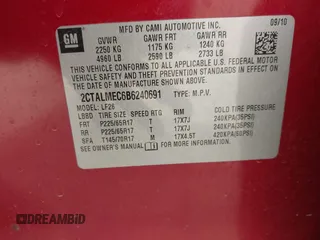 GM
MFD BY CAMI AUTOMOTIVE INC.
09/10
GVWR GAWR FRT GAWR RR
2250 KG 1175 KG 1240 KG
4960 LB 2590 LB 2733 LB
THIS VEHICLE CONFORMS TO ALL APPLICABLE U.S. FEDERAL
MOTOR VEHICLE SAFETY, BUMPER, AND THEFT
PREVENTION STANDARDS IN EFFECT ON
THE DATE OF MANUFACTURE SHOWN ABOVE.
2CTALMEC6B6240691 TYPE: M.P.V.
MODEL: LF26
TIRE SIZE SPEED RTG RIM COLD TIRE PRESSURE
FRT P225/65R17 T 17X7J 240KPA(35PSI)
RR P225/65R17 T 17X7J 240KPA(35PSI)
SPA T145/70R17 M 17X4.5T 420KPA(60PSI)
SEE OWNER'S MANUAL FOR ADDITIONAL INFORMATION
DREAMBID